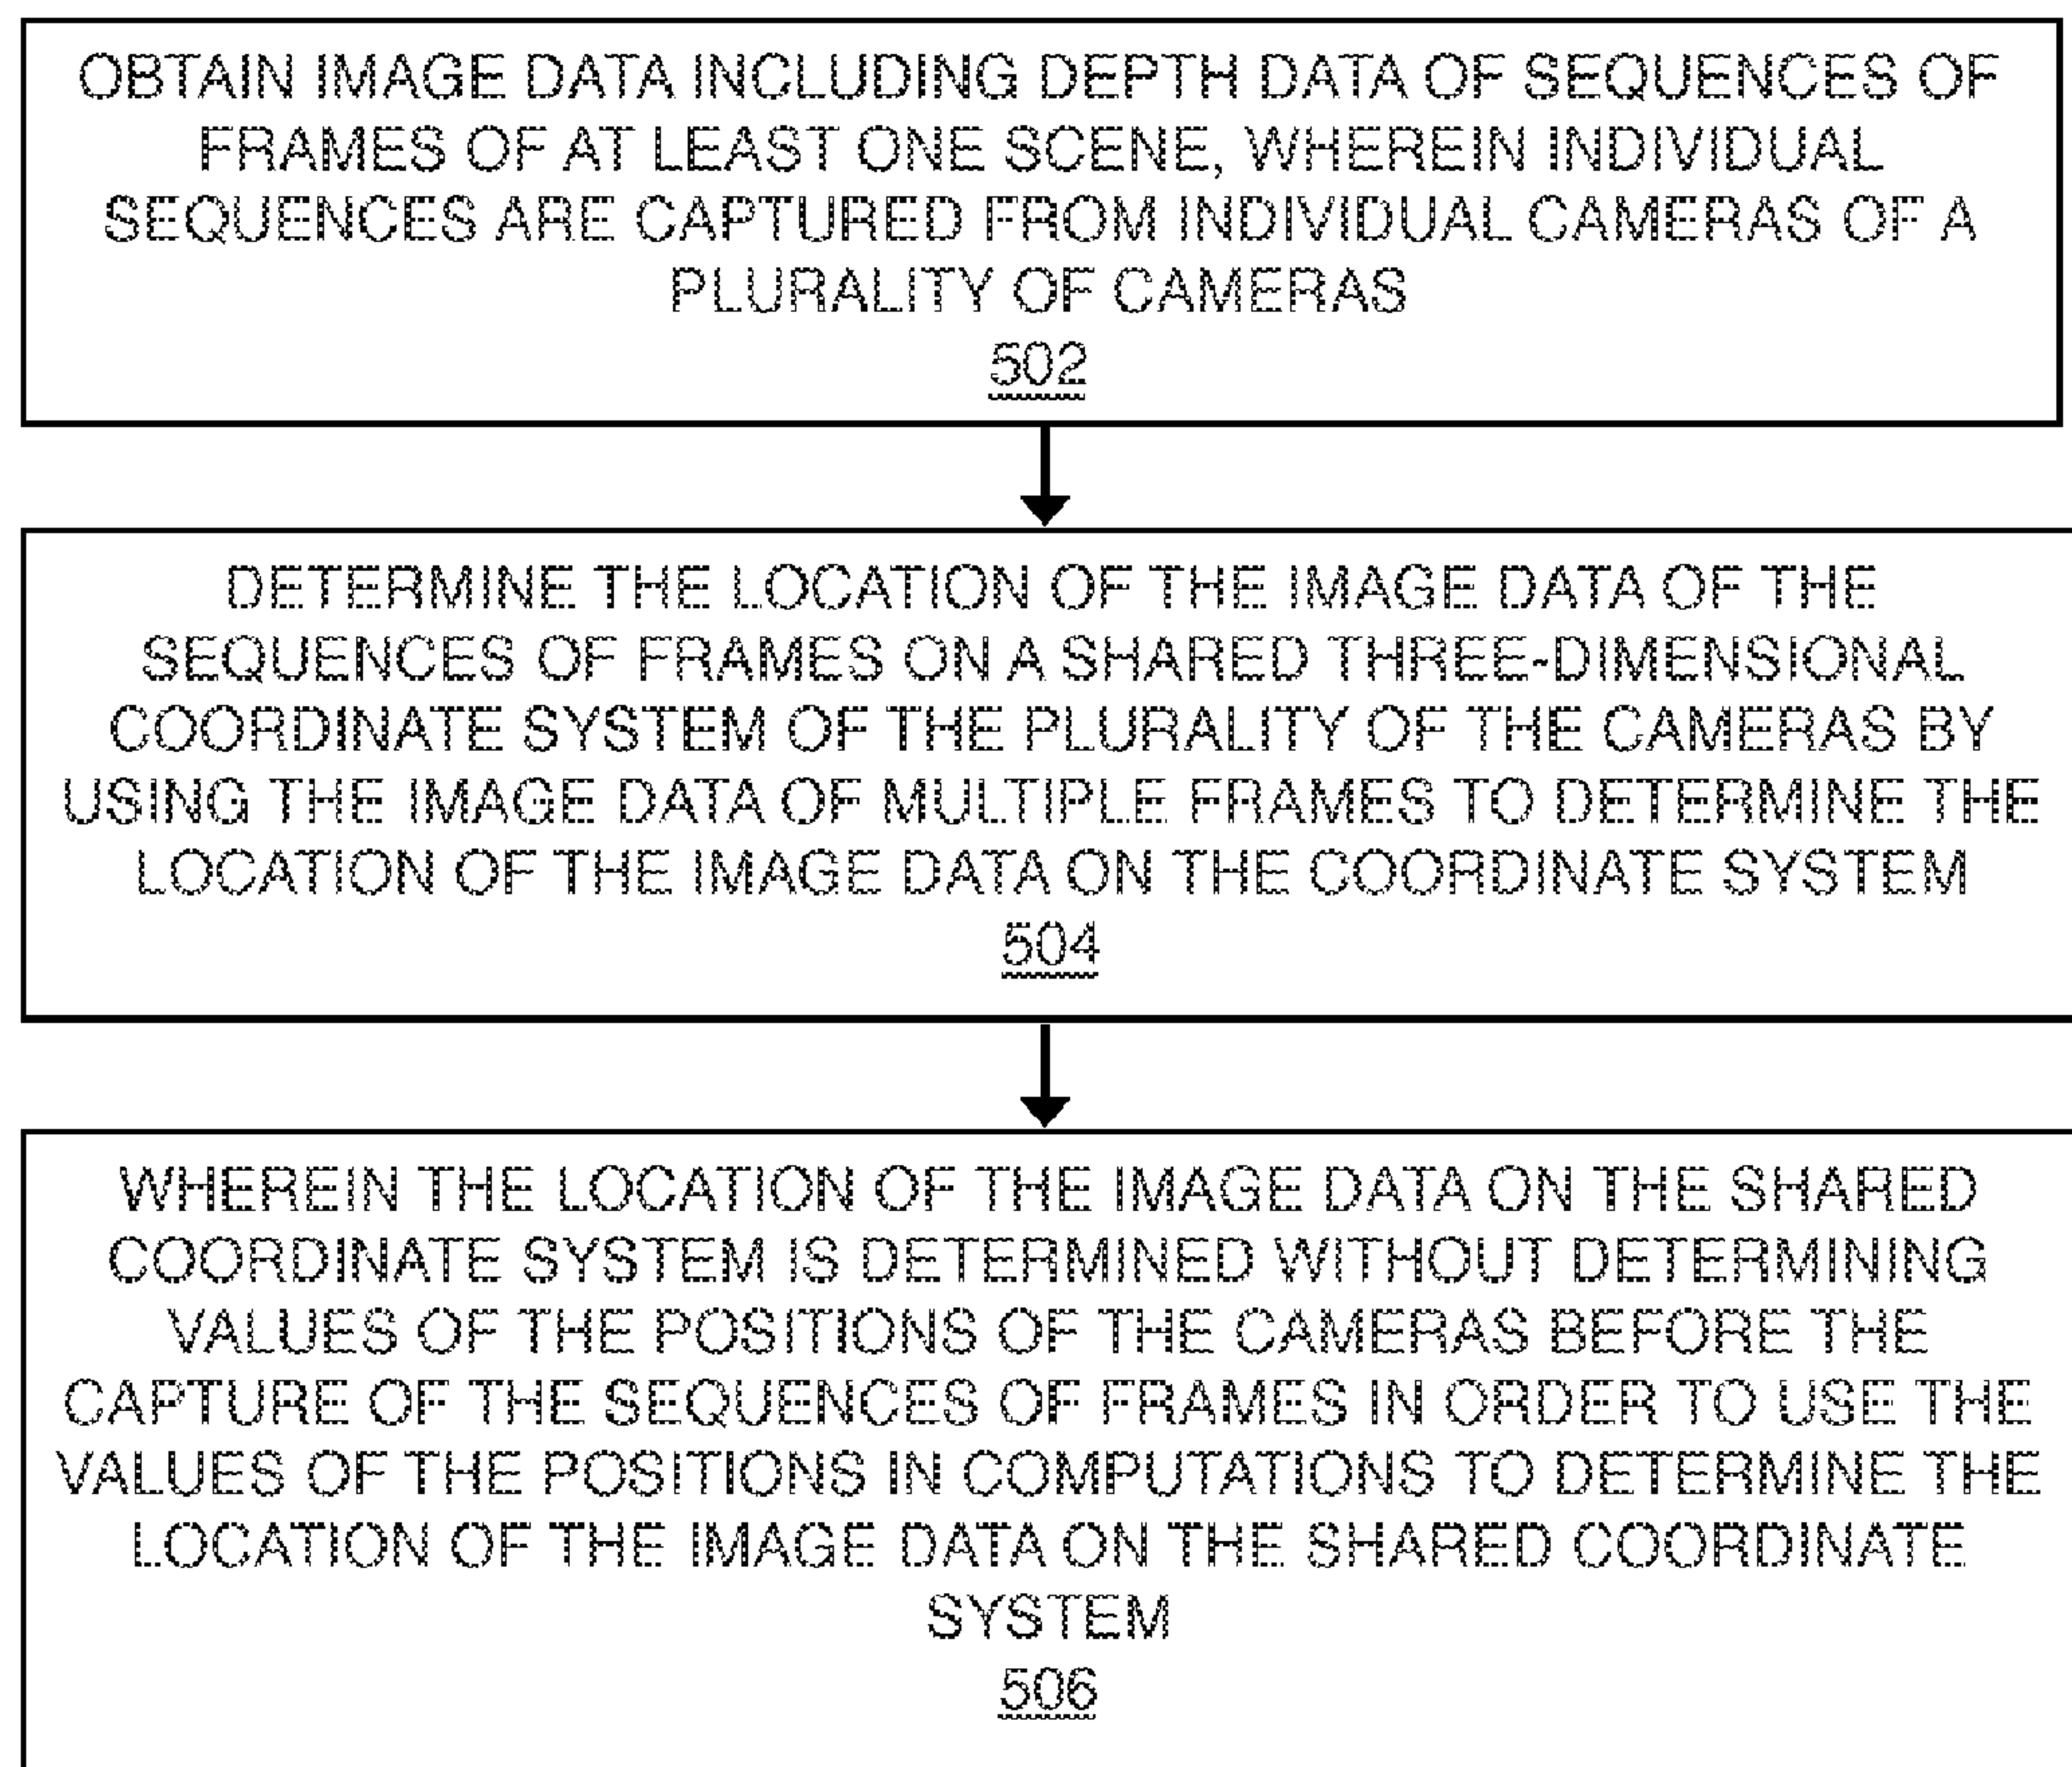 OBTAIN IMAGE DATA INCLUDING DEPTH DATA OF SEQUENCES OF
FRAMES OF AT LEAST ONE SCENE, WHEREIN INDIVIDUAL
SEQUENCES ARE CAPTURED FROM INDIVIDUAL CAMERAS OF A
PLURALITY OF CAMERAS
502
DETERMINE THE LOCATION OF THE IMAGE DATA OF THE
SEQUENCES OF FRAMES ON A SHARED THREE-DIMENSIONAL
COORDINATE SYSTEM OF THE PLURALITY OF THE CAMERAS BY
USING THE IMAGE DATA OF MULTIPLE FRAMES TO DETERMINE THE
LOCATION OF THE IMAGE DATA ON THE COORDINATE SYSTEM
504
WHEREIN THE LOCATION OF THE IMAGE DATA ON THE SHARED
COORDINATE SYSTEM IS DETERMINED WITHOUT DETERMINING
VALUES OF THE POSITIONS OF THE CAMERAS BEFORE THE
CAPTURE OF THE SEQUENCES OF FRAMES IN ORDER TO USE THE
VALUES OF THE POSITIONS IN COMPUTATIONS TO DETERMINE THE
LOCATION OF THE IMAGE DATA ON THE SHARED COORDINATE
SYSTEM
506